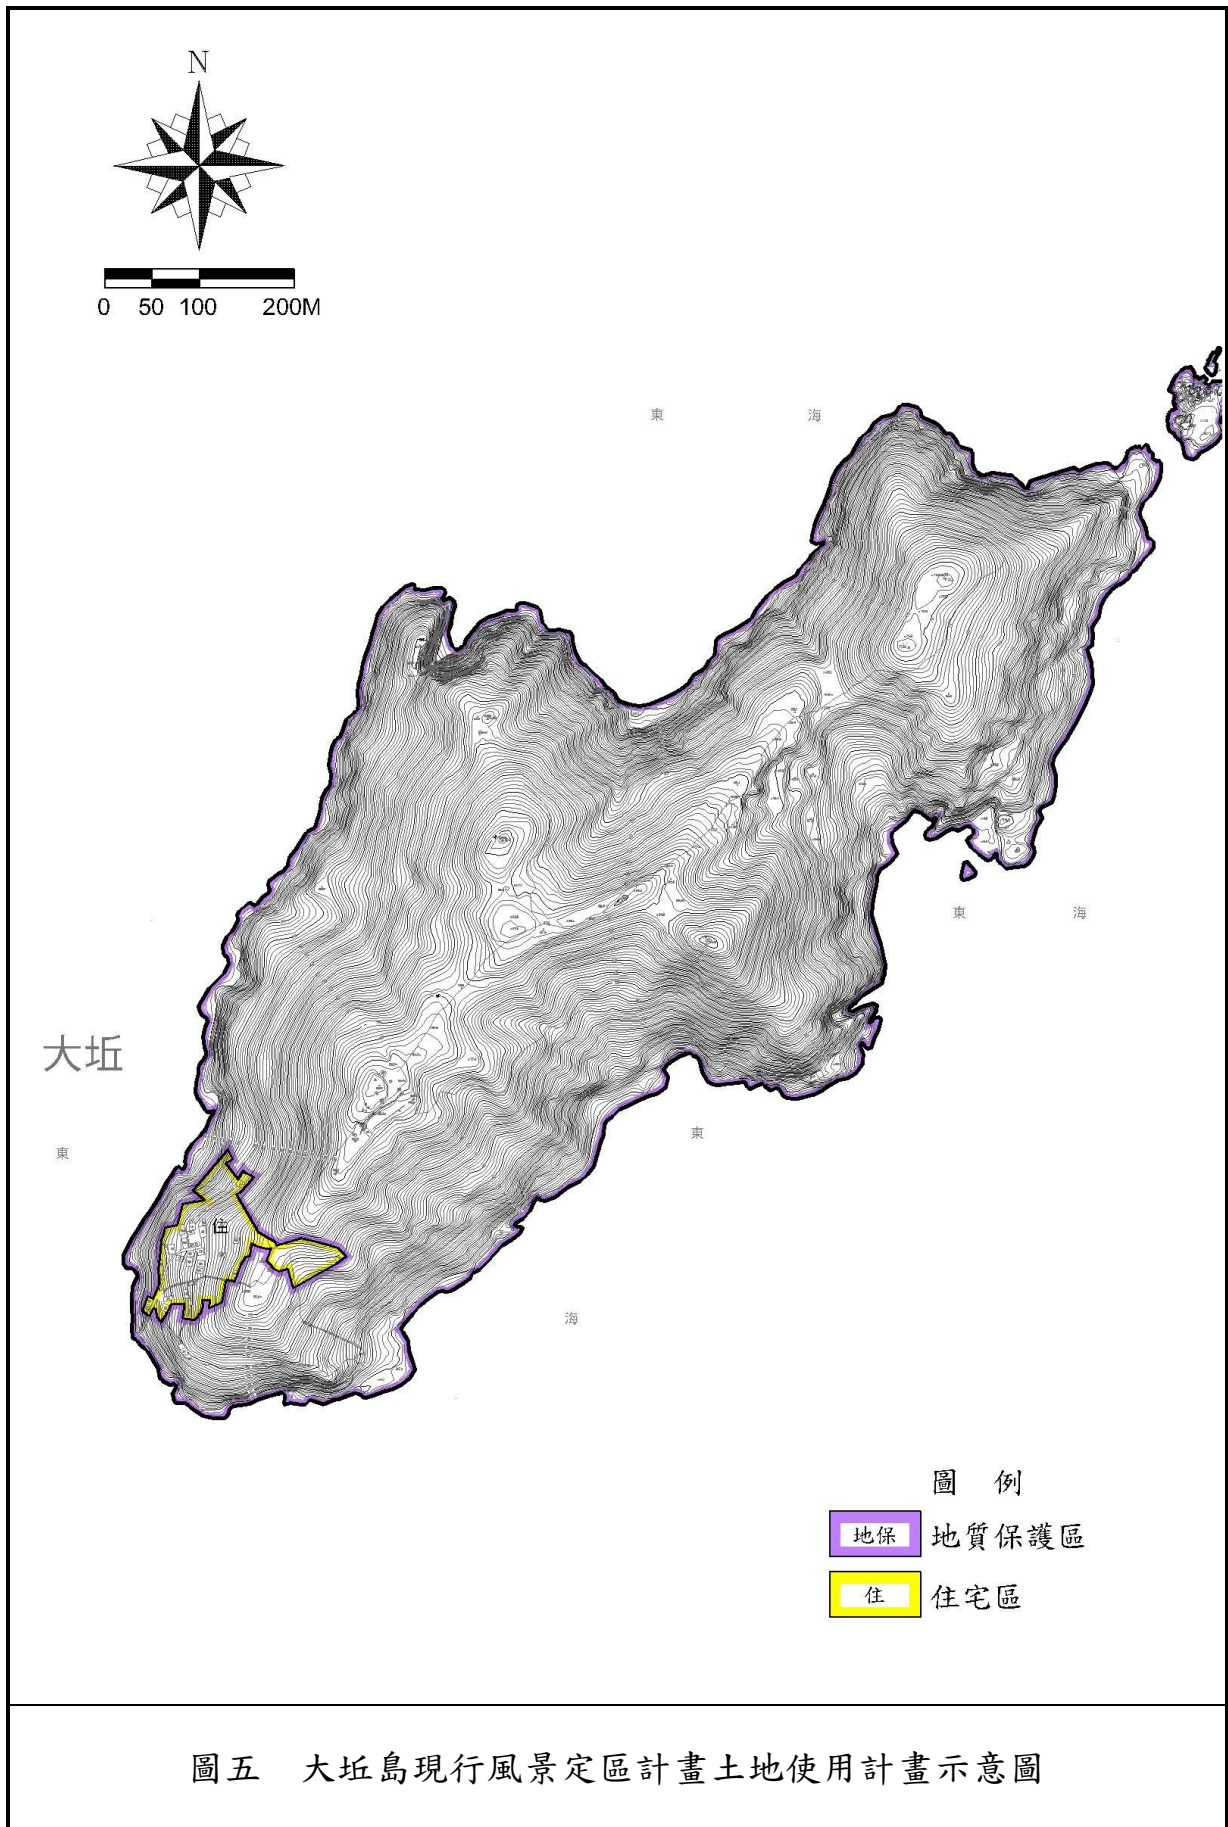 N
0 50 100 200M
東 海
東 海
大坵
東
東
住
海
圖 例
地保 地質保護區
住 住宅區
圖五 大坵島現行風景定區計畫土地使用計畫示意圖